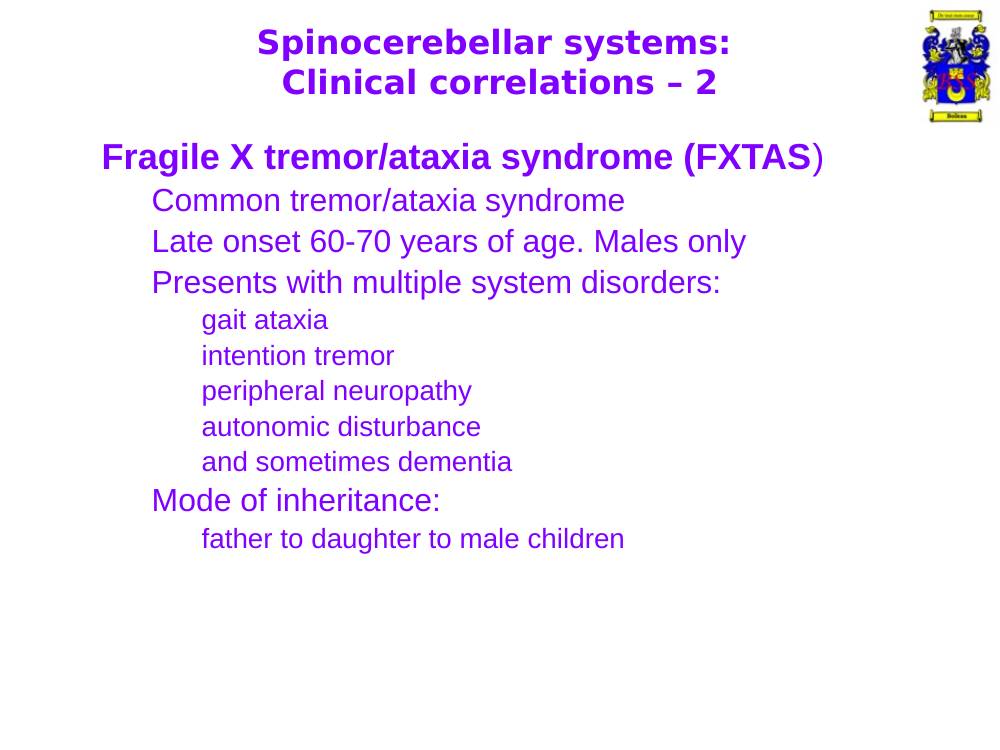 Spinocerebellar systems:
Clinical correlations – 2
Fragile X tremor/ataxia syndrome (FXTAS)
Common tremor/ataxia syndrome
Late onset 60-70 years of age. Males only
Presents with multiple system disorders:
gait ataxia
intention tremor
peripheral neuropathy
autonomic disturbance
and sometimes dementia
Mode of inheritance:
father to daughter to male children